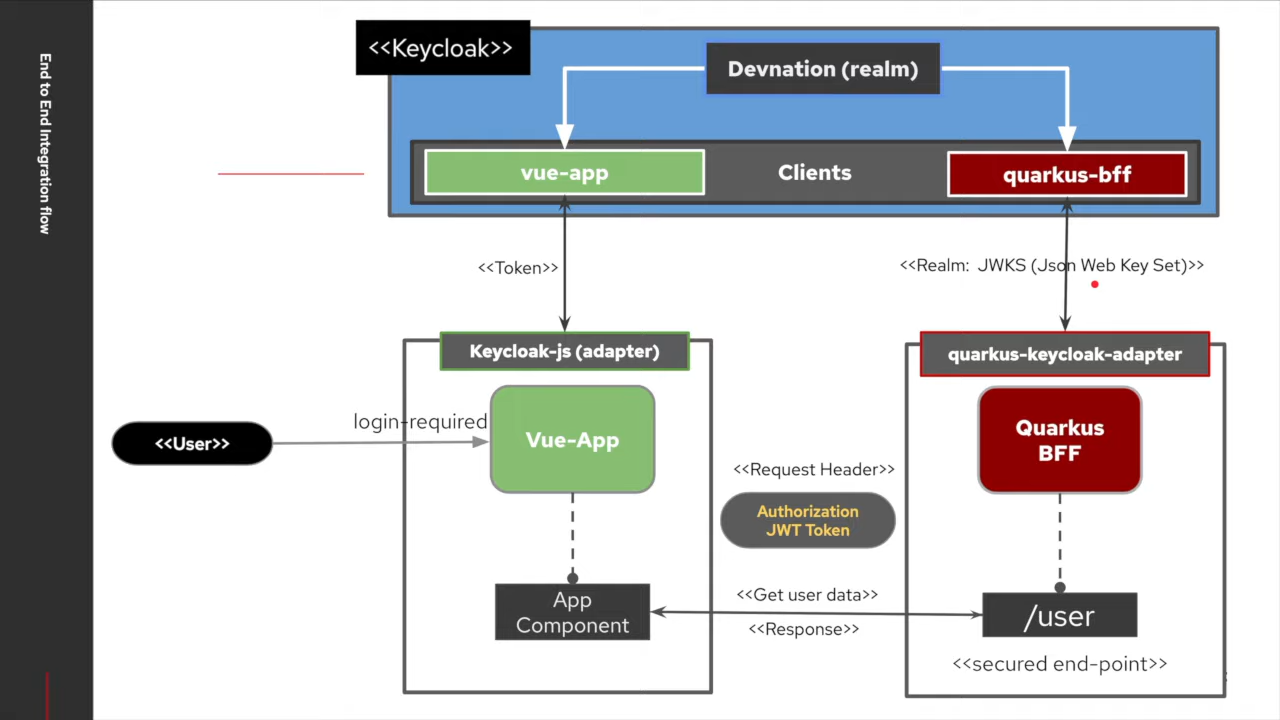 End to End Integration flow
<<Keycloak>>
Devnation (realm)
vue-app
Clients
quarkus-bff
<<Token>>
<<Realm: JWKS (Json Web Key Set)>>
Keycloak-js (adapter)
quarkus-keycloak-adapter
<<User>>
login-required
Vue-App
Quarkus
BFF
<<Request Header>>
Authorization
JWT Token
App
Component
<<Get user data>>
<<Response>>
/user
<<secured end-point>>